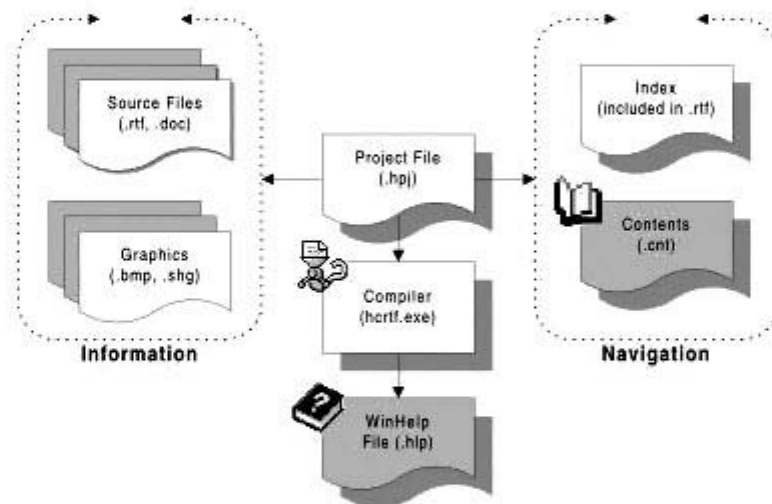 Source Files
(.rtf, .doc)
Graphics
(.bmp, .shg)
Information
Project File
(.hpj)
Compiler
(hcrtf.exe)
?
WinHelp
File (.hlp)
Index
(included in .rtf)
Contents
(.cnt)
Navigation